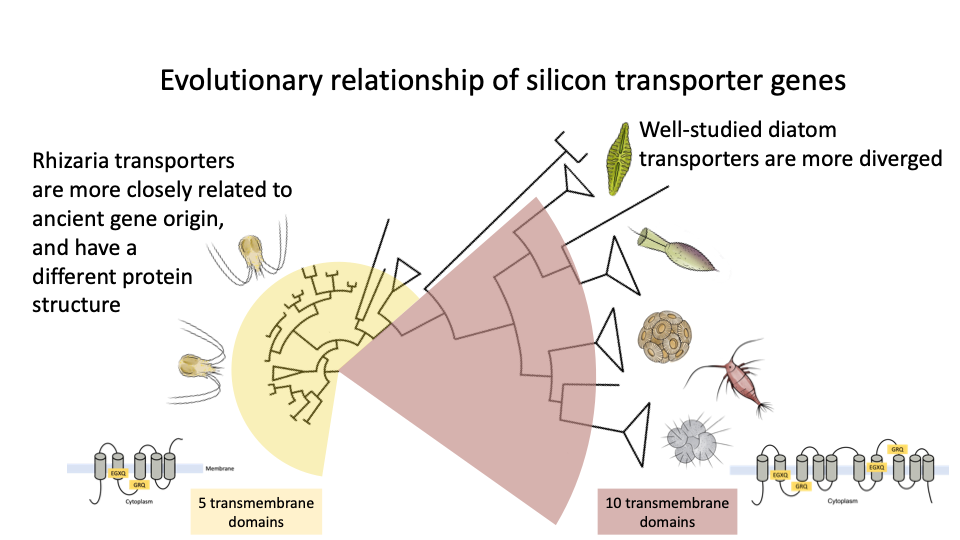 Evolutionary relationship of silicon transporter genes
Well-studied diatom
transporters are more diverged
Rhizaria transporters
are more closely related to
ancient gene origin,
and have a
different protein
structure
EGXQ
GRQ
Membrane
Cytoplasm
5 transmembrane
domains
10 transmembrane
domains
EGXQ
GRQ
EGXQ
GRQ
Cytoplasm